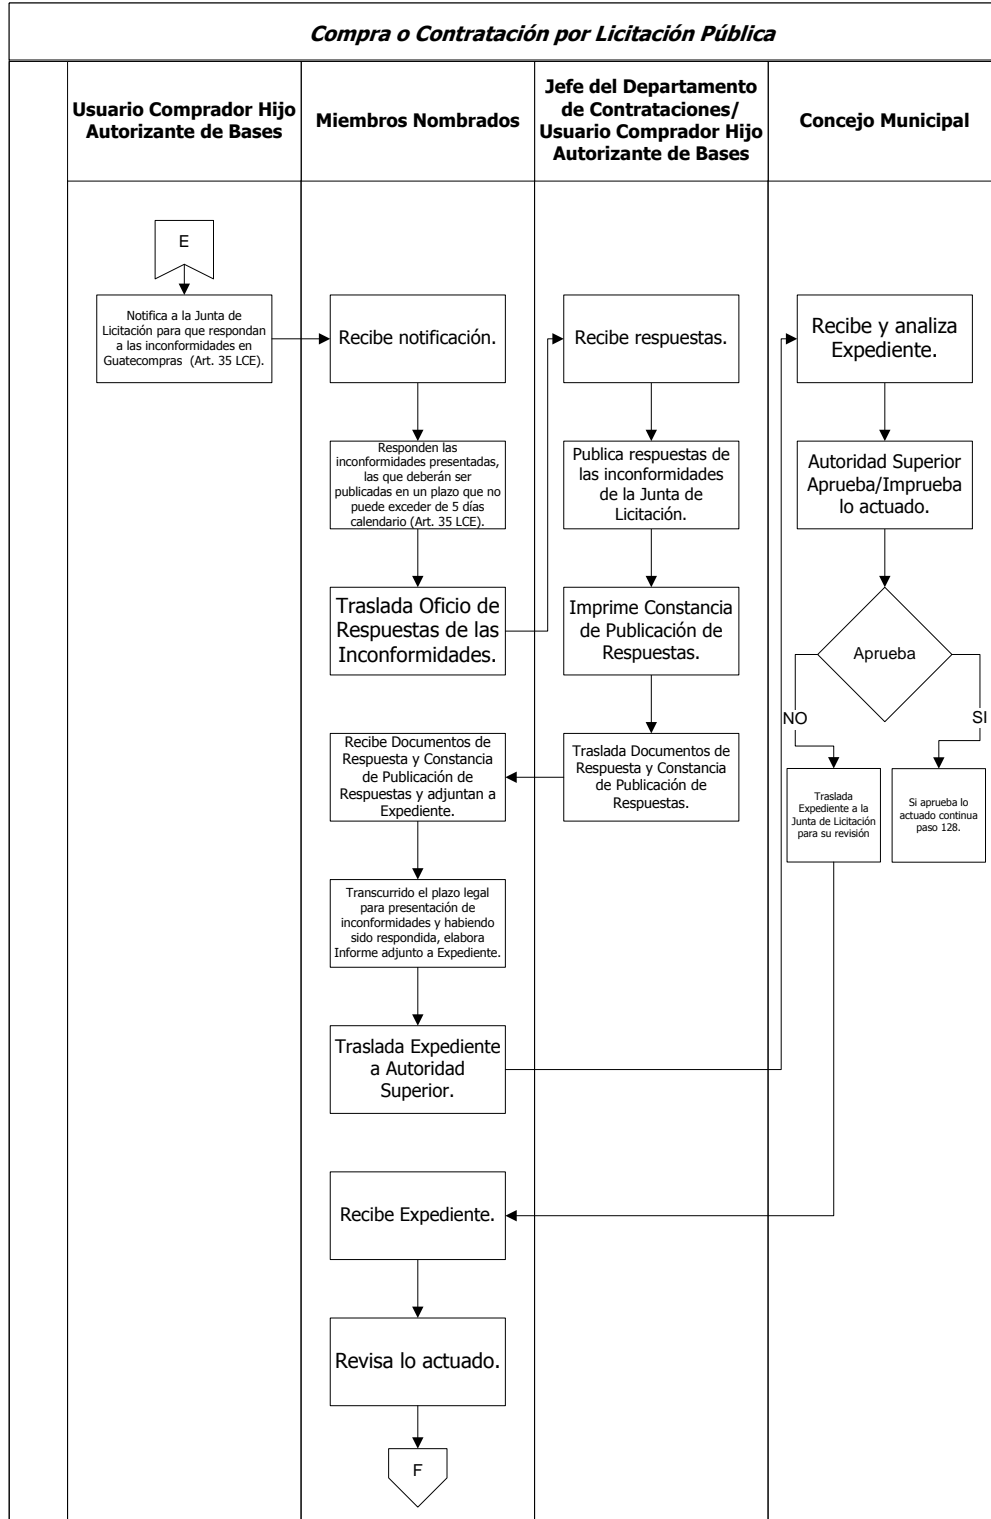 Compra o Contratación por Licitación Pública
Usuario Comprador Hijo
Autorizante de Bases
Miembros Nombrados
Jefe del Departamento
de Contrataciones/
Usuario Comprador Hijo
Autorizante de Bases
Concejo Municipal
E
Notifica a la Junta de
Licitación para que respondan
a las inconformidades en
Guatecompras (Art. 35 LCE).
Recibe notificación.
Recibe respuestas.
Recibe y analiza
Expediente.
Responden las
inconformidades presentadas,
las que deberán ser
publicadas en un plazo que no
puede exceder de 5 días
calendario (Art. 35 LCE).
Publica respuestas de
las inconformidades
de la Junta de
Licitación.
Autoridad Superior
Aprueba/Imprueba
lo actuado.
Traslada Oficio de
Respuestas de las
Inconformidades.
Imprime Constancia
de Publicación de
Respuestas.
Aprueba
NO
SI
Recibe Documentos de
Respuesta y Constancia
de Publicación de
Respuestas y adjuntan a
Expediente.
Traslada Documentos de
Respuesta y Constancia
de Publicación de
Respuestas.
Traslada
Expediente a la
Junta de Licitación
para su revisión
Si aprueba lo
actuado continua
paso 128.
Transcurrido el plazo legal
para presentación de
inconformidades y habiendo
sido respondida, elabora
Informe adjunto a Expediente.
Traslada Expediente
a Autoridad
Superior.
Recibe Expediente.
Revisa lo actuado.
F